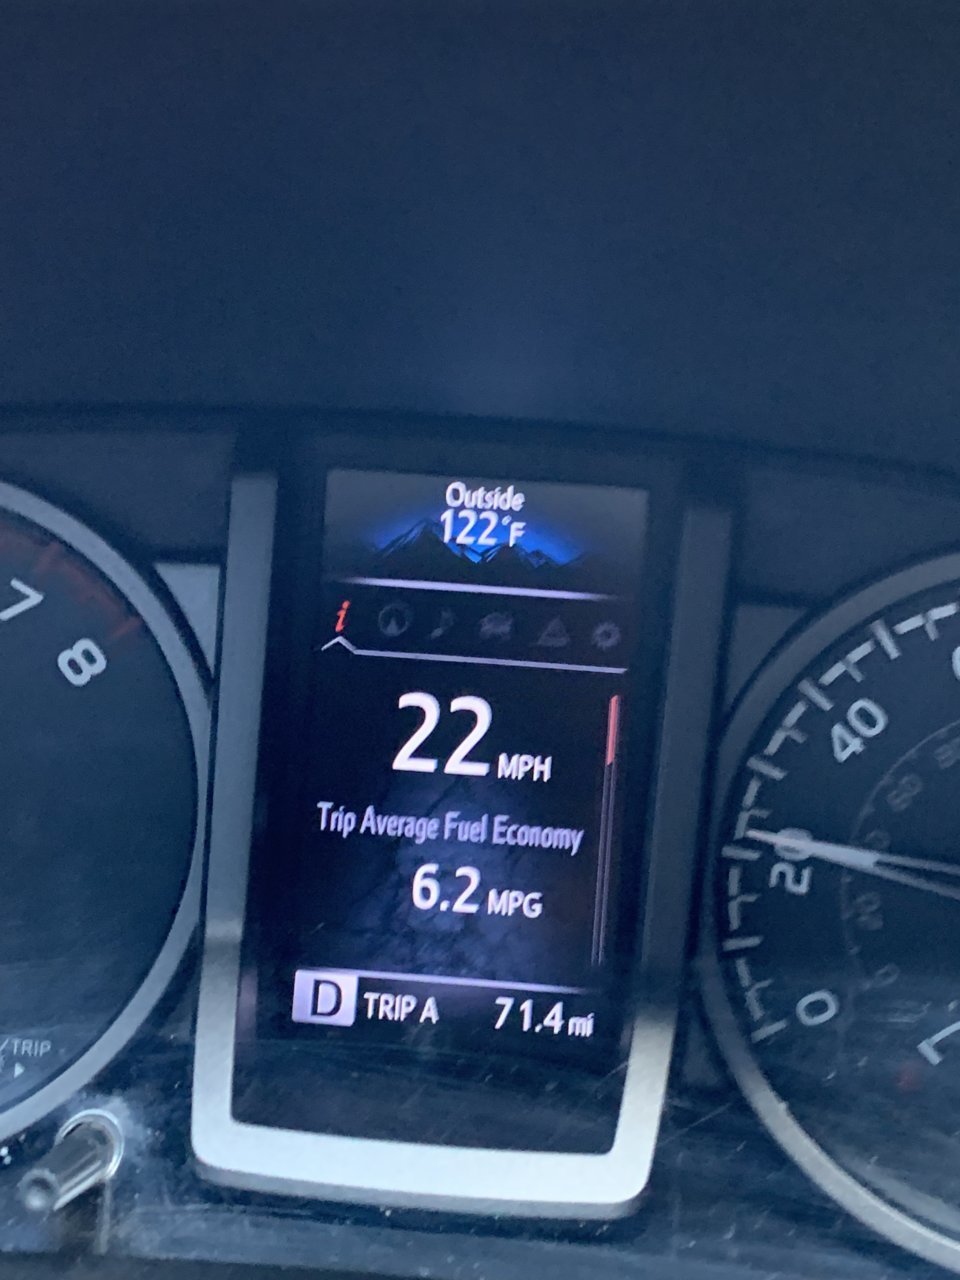 Outside
122°F
i
22 MPH
Trip Average Fuel Economy
6.2 MPG
D TRIP A 71.4 mi
7
8
/TRIP
40
20
0